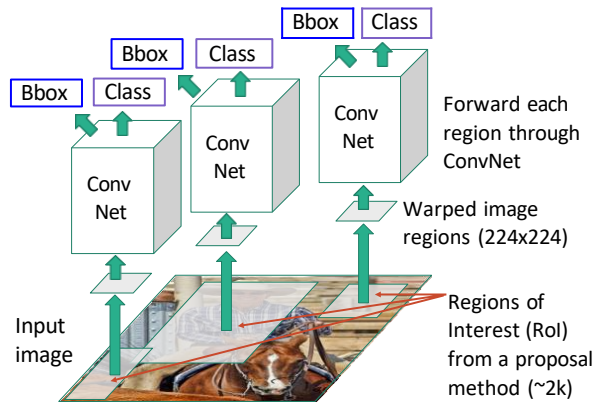 Bbox
Class
Bbox
Class
Bbox
Class
Conv
Net
Conv
Net
Conv
Net
Forward each
region through
ConvNet
Warped image
regions (224x224)
Input
image
Regions of
Interest (RoI)
from a proposal
method (~2k)